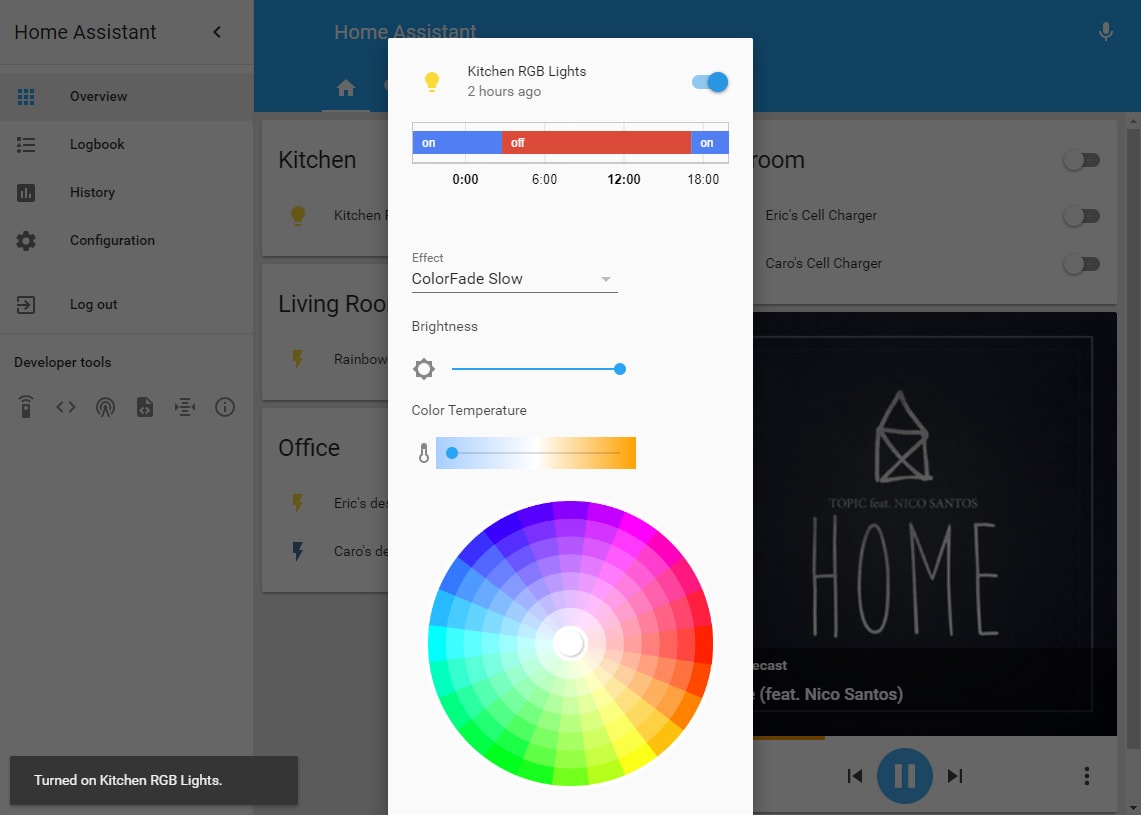 Home Assistant
Overview
Logbook
History
Configuration
Log out
Developer tools
Turned on Kitchen RGB Lights.
Home Assistant
Kitchen
Kitchen R
Living Roo
Rainbow
Office
Eric's des
Caro's de
Kitchen RGB Lights
2 hours ago
on
off
on
0:00
6:00
12:00
18:00
Effect
ColorFade Slow
Brightness
Color Temperature
room
Eric's Cell Charger
Caro's Cell Charger
TOPIC feat. NICO SANTOS
HOME
ecast
(feat. Nico Santos)